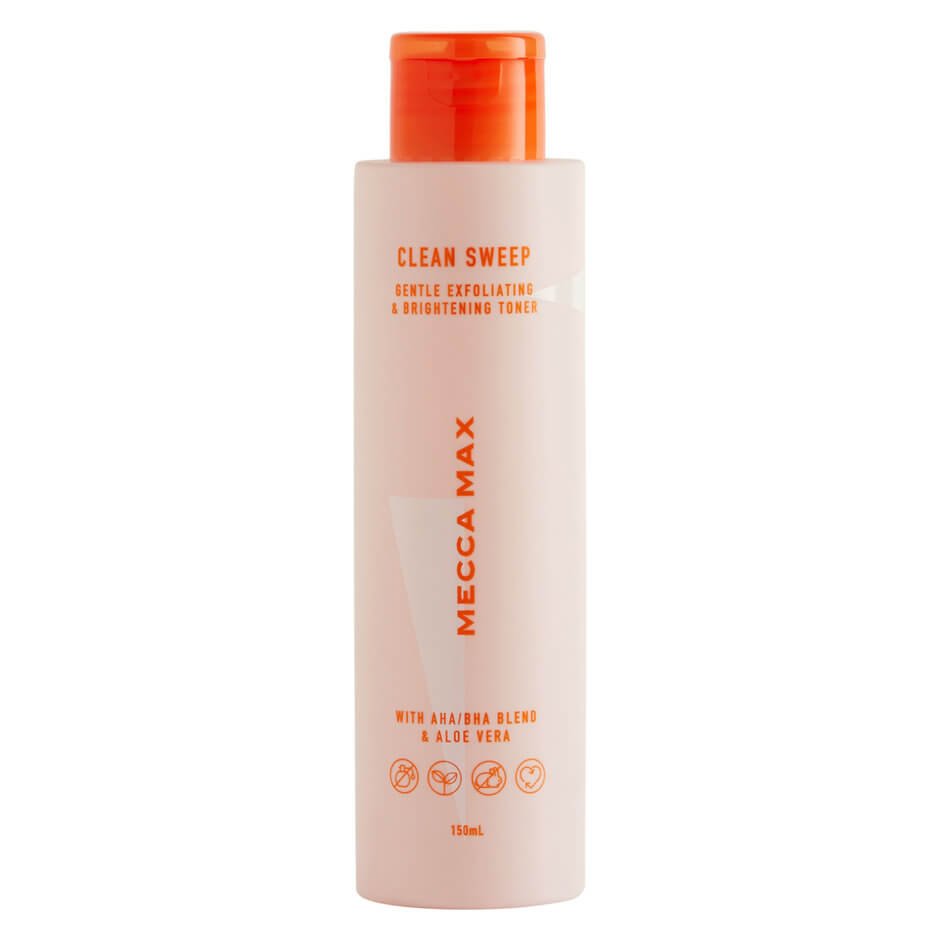 CLEAN SWEEP
GENTLE EXFOLIATING
& BRIGHTENING TONER
MECCA MAX
WITH AHA/BHA BLEND
& ALOE VERA
150mL